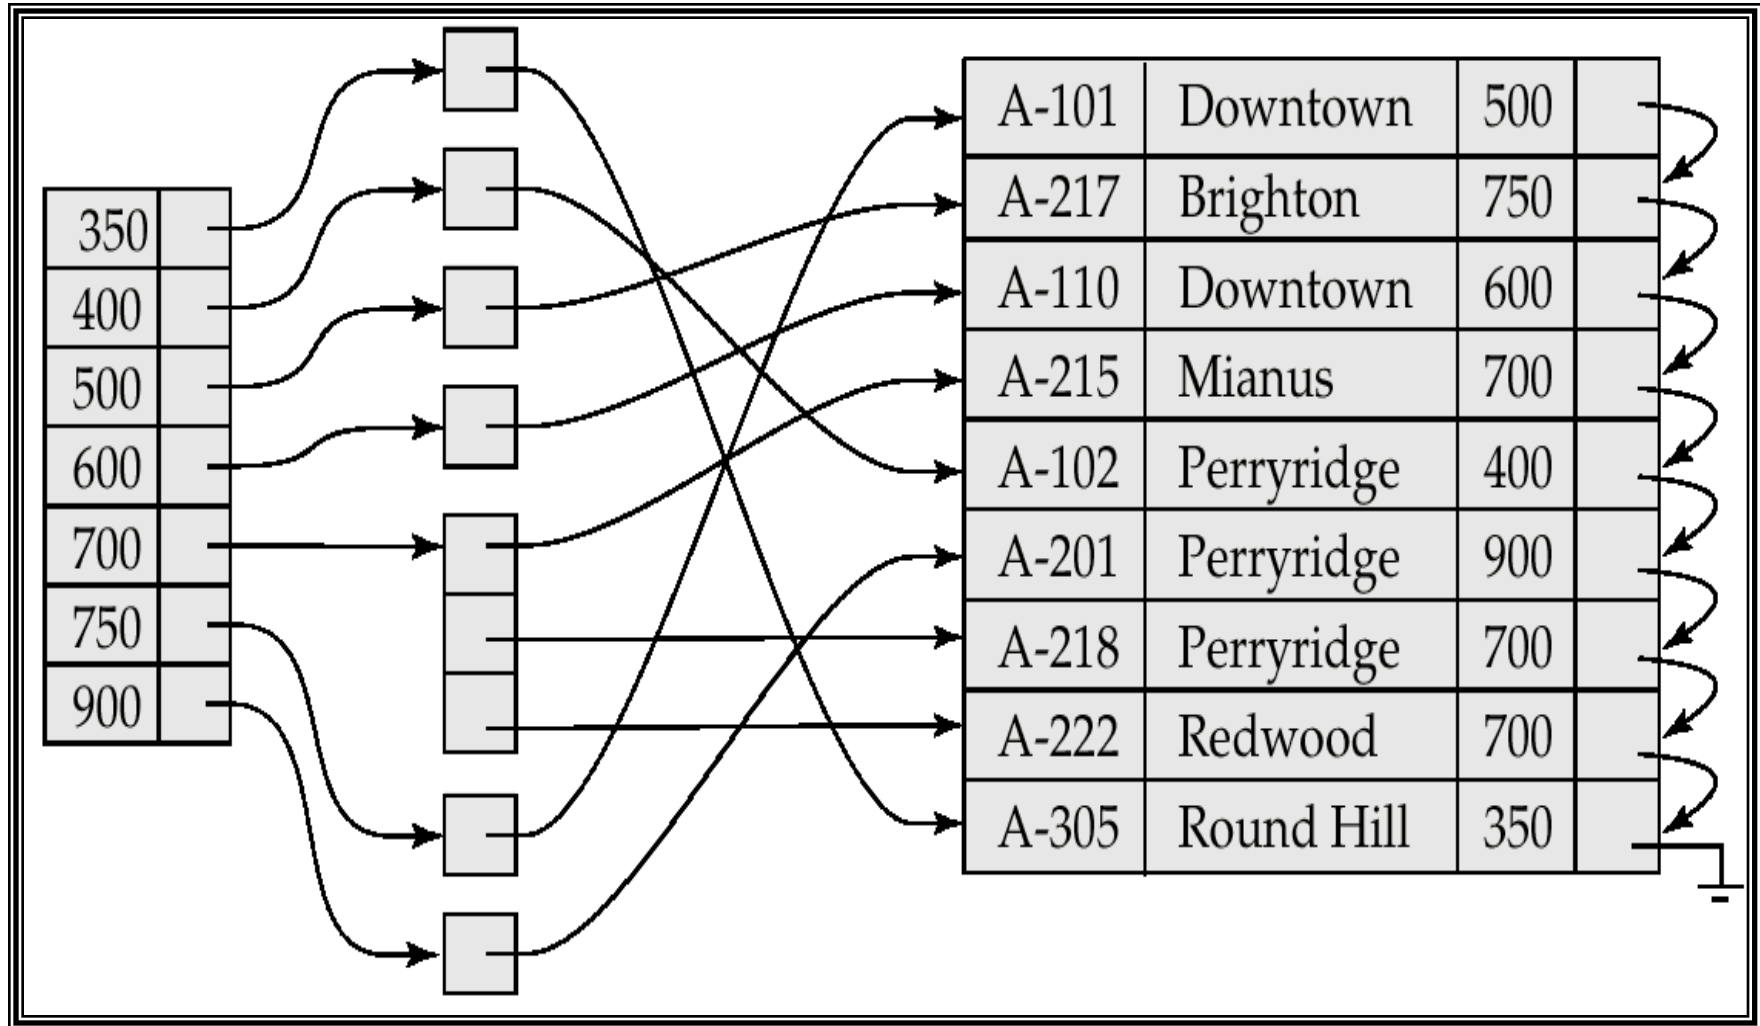 350
400
500
600
700
750
900
A-101 Downtown 500
A-217 Brighton 750
A-110 Downtown 600
A-215 Mianus 700
A-102 Perryridge 400
A-201 Perryridge 900
A-218 Perryridge 700
A-222 Redwood 700
A-305 Round Hill 350